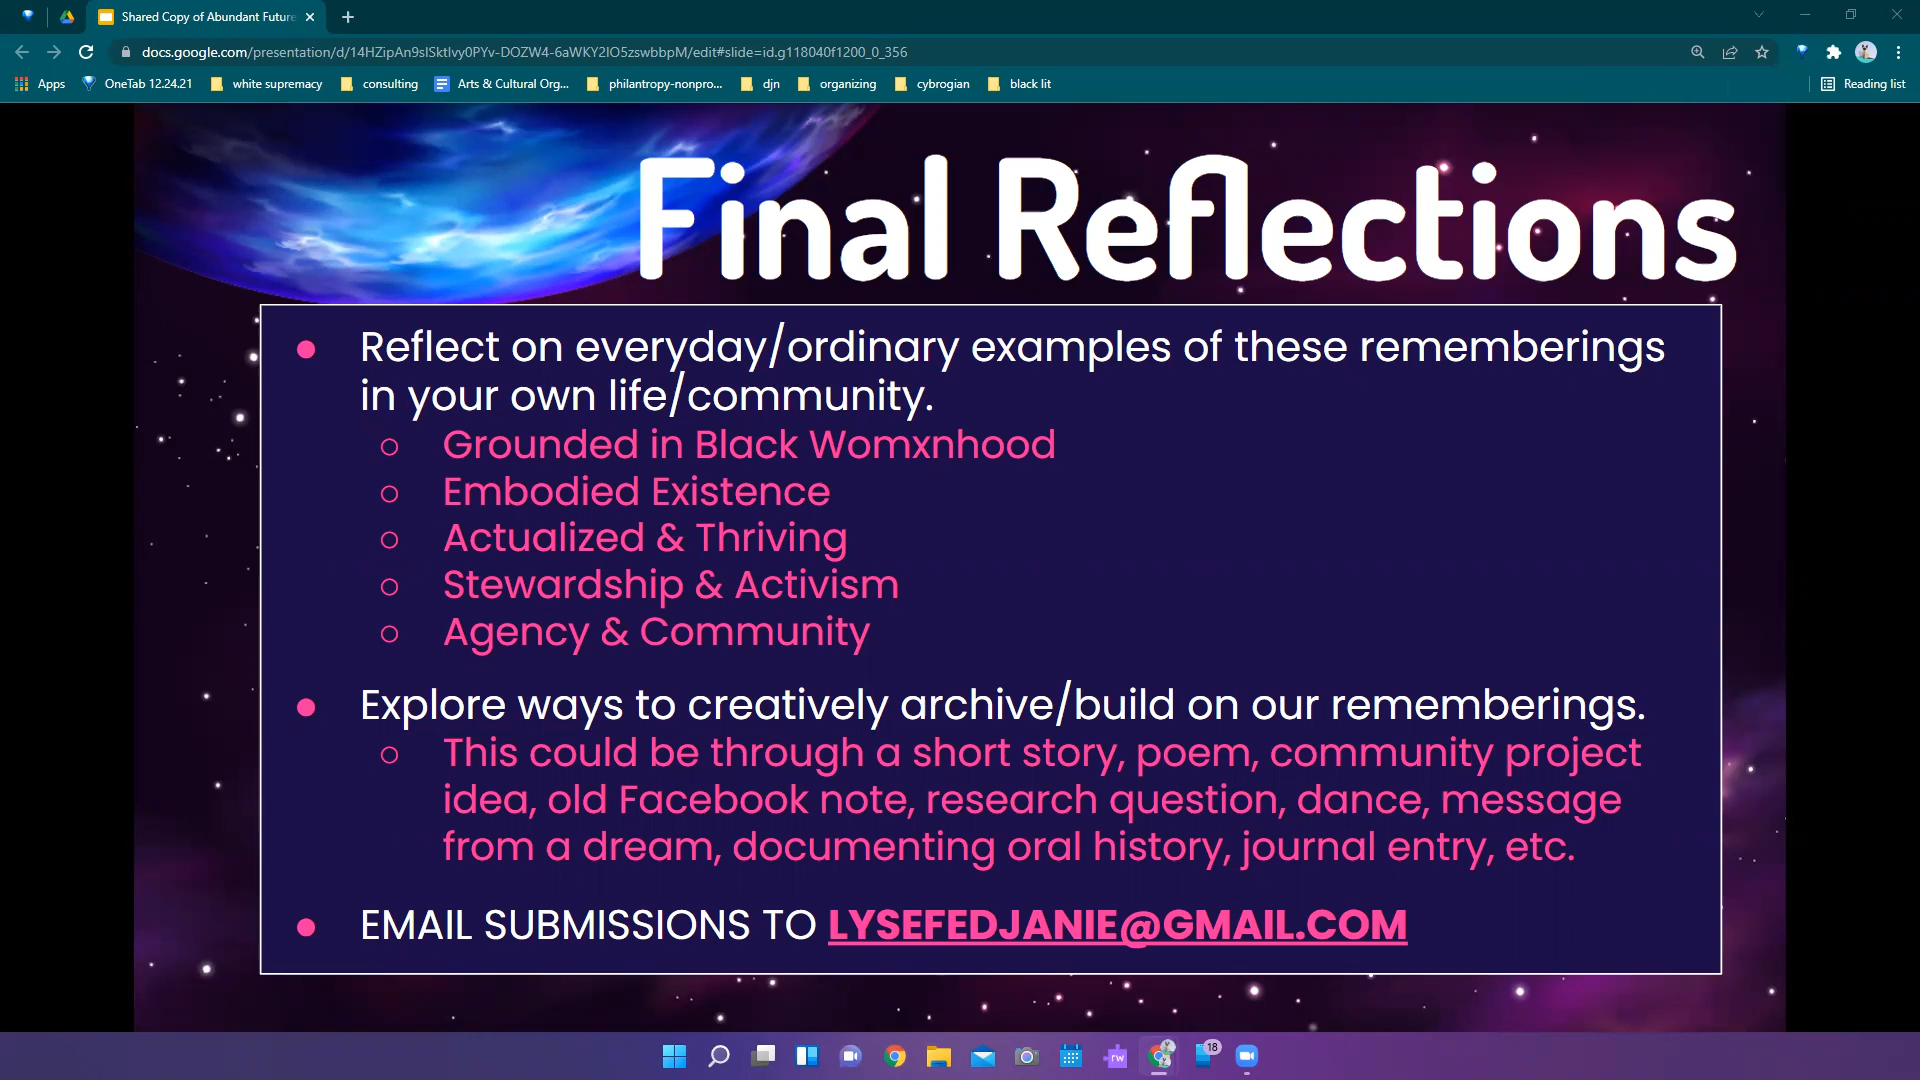 Shared Copy of Abundant Future
docs.google.com/presentation/d/14HZipAn9slSktlvy0PYv-DOZW4-6aWKY2IO5zswbbpM/edit#slide=id.g118040f1200_0_356
Apps OneTab 12.24.21 white supremacy consulting Arts & Cultural Org... philantropy-nonpro... djn organizing cybrogian black lit Reading list
Final Reflections
Reflect on everyday/ordinary examples of these rememberings
in your own life/community.
Grounded in Black Womxnhood
Embodied Existence
Actualized & Thriving
Stewardship & Activism
Agency & Community
Explore ways to creatively archive/build on our rememberings.
This could be through a short story, poem, community project
idea, old Facebook note, research question, dance, message
from a dream, documenting oral history, journal entry, etc.
EMAIL SUBMISSIONS TO LYSEFEDJANIE@GMAIL.COM
rw 18